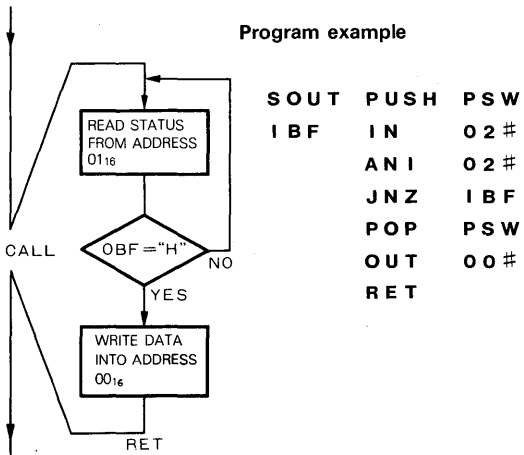 Program example
READ STATUS
FROM ADDRESS
01₁₆
CALL
OBF="H"
NO
YES
WRITE DATA
INTO ADDRESS
00₁₆
RET
SOUT PUSH PSW
IBF IN 02#
ANI 02#
JNZ IBF
POP PSW
OUT 00#
RET